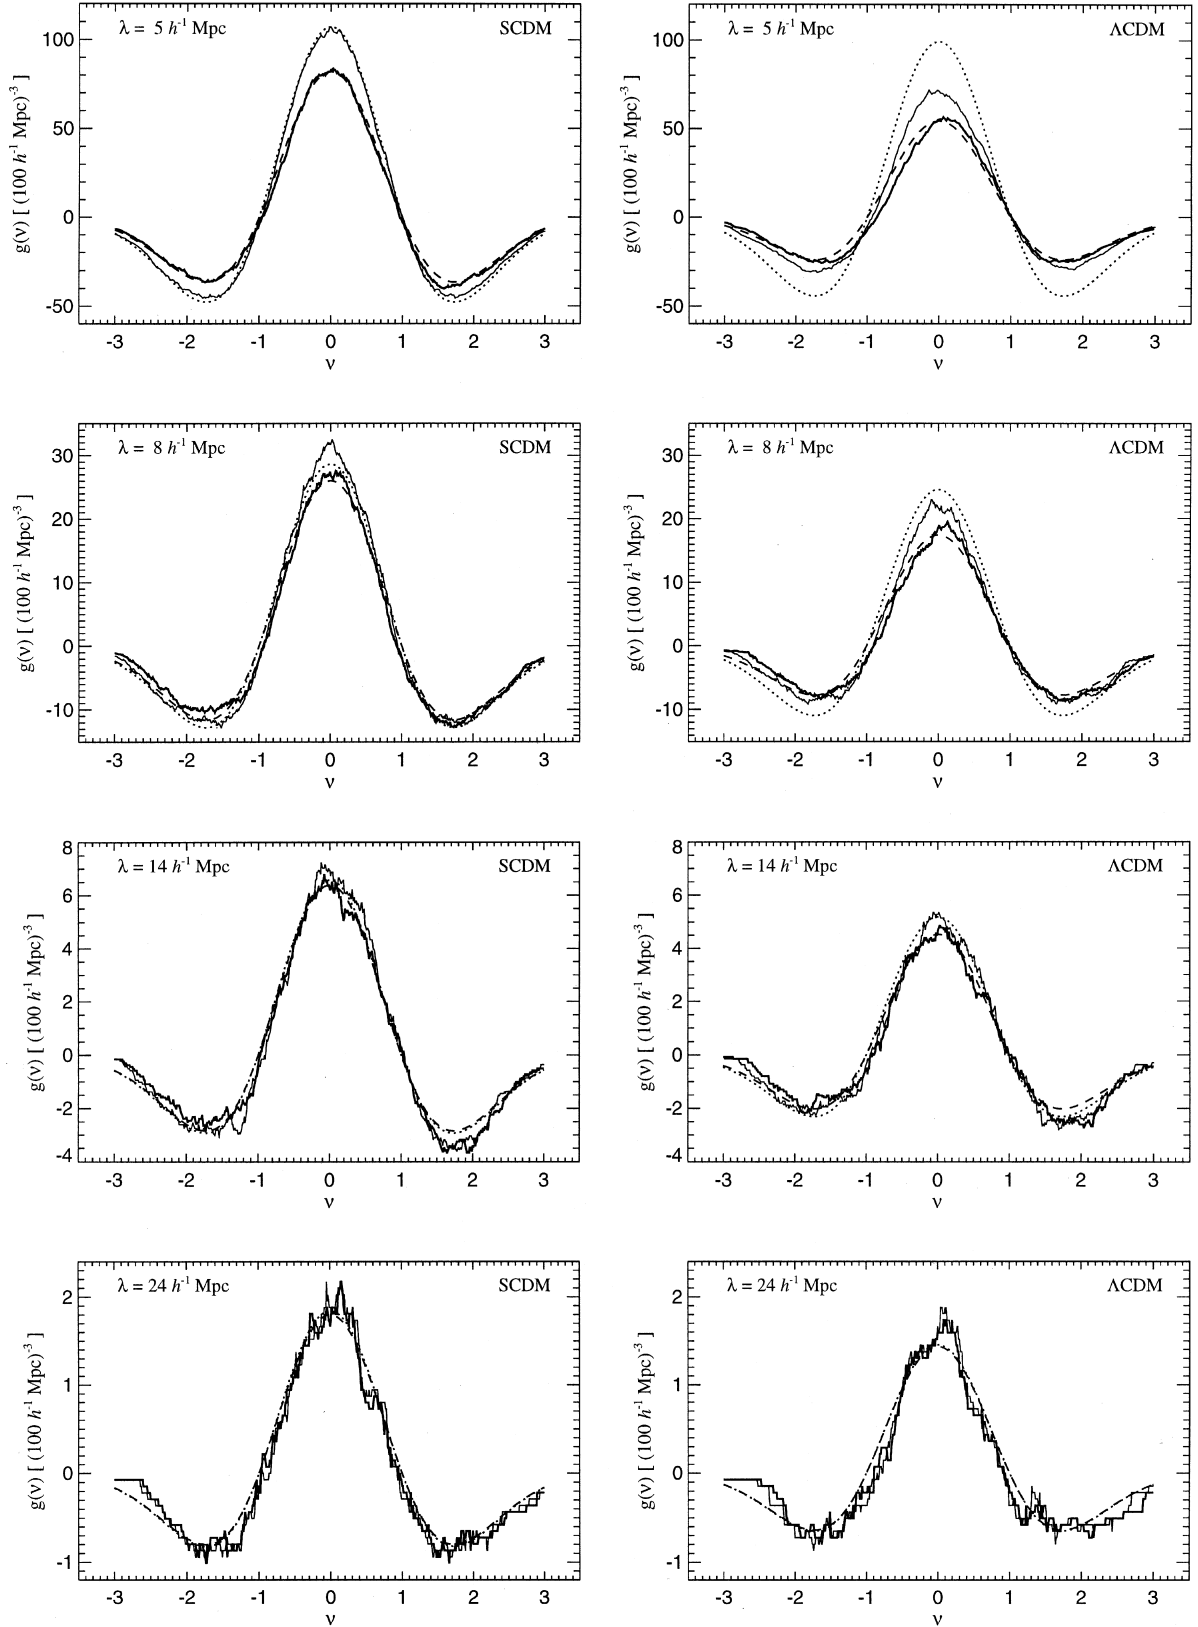 λ = 5 h⁻¹ Mpc SCDM
g(ν) [ (100 h⁻¹ Mpc)⁻³ ]
100
50
0
-50
-3 -2 -1 0 1 2 3
ν
λ = 5 h⁻¹ Mpc ΛCDM
g(ν) [ (100 h⁻¹ Mpc)⁻³ ]
100
50
0
-50
-3 -2 -1 0 1 2 3
ν
λ = 8 h⁻¹ Mpc SCDM
g(ν) [ (100 h⁻¹ Mpc)⁻³ ]
30
20
10
0
-10
-3 -2 -1 0 1 2 3
ν
λ = 8 h⁻¹ Mpc ΛCDM
g(ν) [ (100 h⁻¹ Mpc)⁻³ ]
30
20
10
0
-10
-3 -2 -1 0 1 2 3
ν
λ = 14 h⁻¹ Mpc SCDM
g(ν) [ (100 h⁻¹ Mpc)⁻³ ]
8
6
4
2
0
-2
-4
-3 -2 -1 0 1 2 3
ν
λ = 14 h⁻¹ Mpc ΛCDM
g(ν) [ (100 h⁻¹ Mpc)⁻³ ]
8
6
4
2
0
-2
-4
-3 -2 -1 0 1 2 3
ν
λ = 24 h⁻¹ Mpc SCDM
g(ν) [ (100 h⁻¹ Mpc)⁻³ ]
2
1
0
-1
-3 -2 -1 0 1 2 3
ν
λ = 24 h⁻¹ Mpc ΛCDM
g(ν) [ (100 h⁻¹ Mpc)⁻³ ]
2
1
0
-1
-3 -2 -1 0 1 2 3
ν